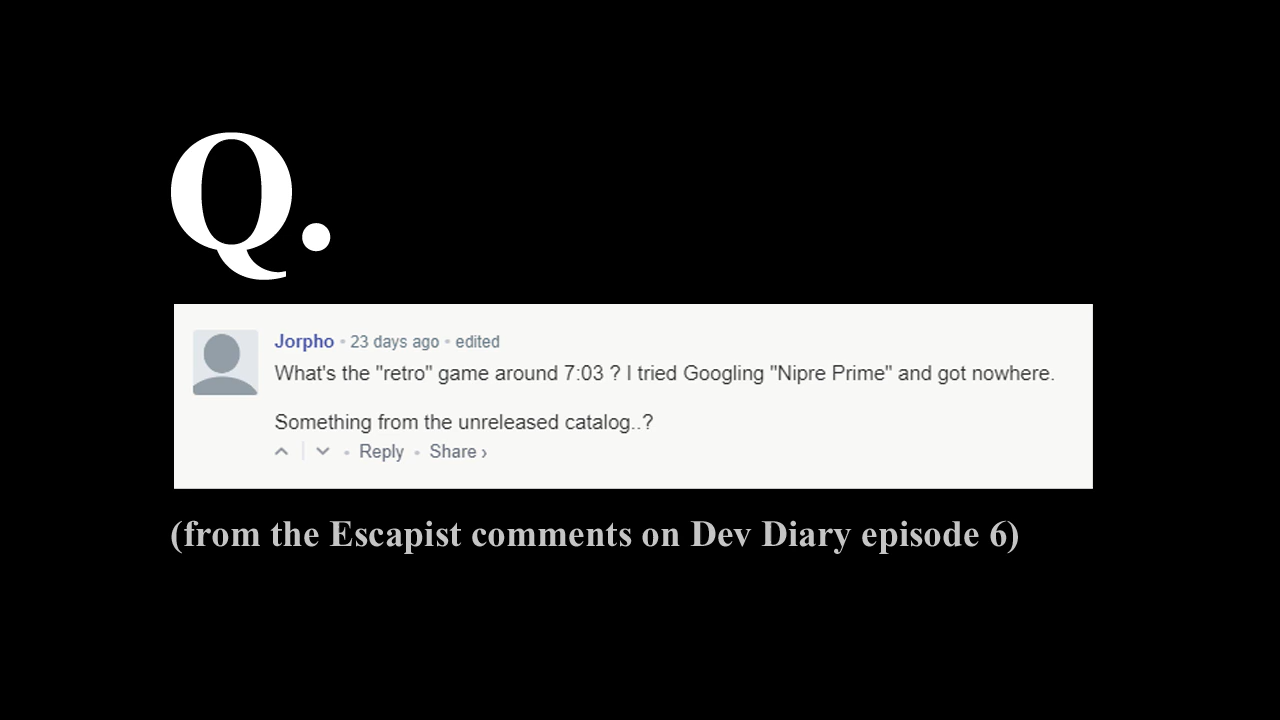 Q.
Jorpho • 23 days ago • edited
What's the "retro" game around 7:03 ? I tried Googling "Nipre Prime" and got nowhere.
Something from the unreleased catalog..?
• Reply • Share ›
(from the Escapist comments on Dev Diary episode 6)